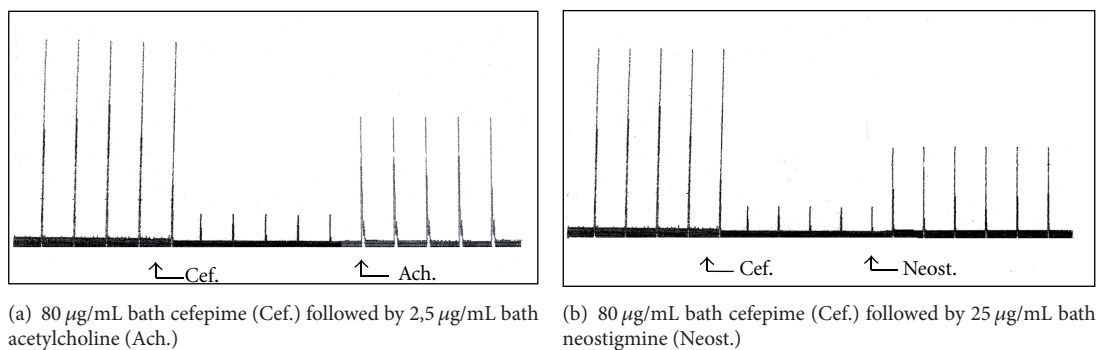 Cef.
Ach.
Cef.
Neost.
(a) 80 μg/mL bath cefepime (Cef.) followed by 2,5 μg/mL bath
acetylcholine (Ach.)
(b) 80 μg/mL bath cefepime (Cef.) followed by 25 μg/mL bath
neostigmine (Neost.)